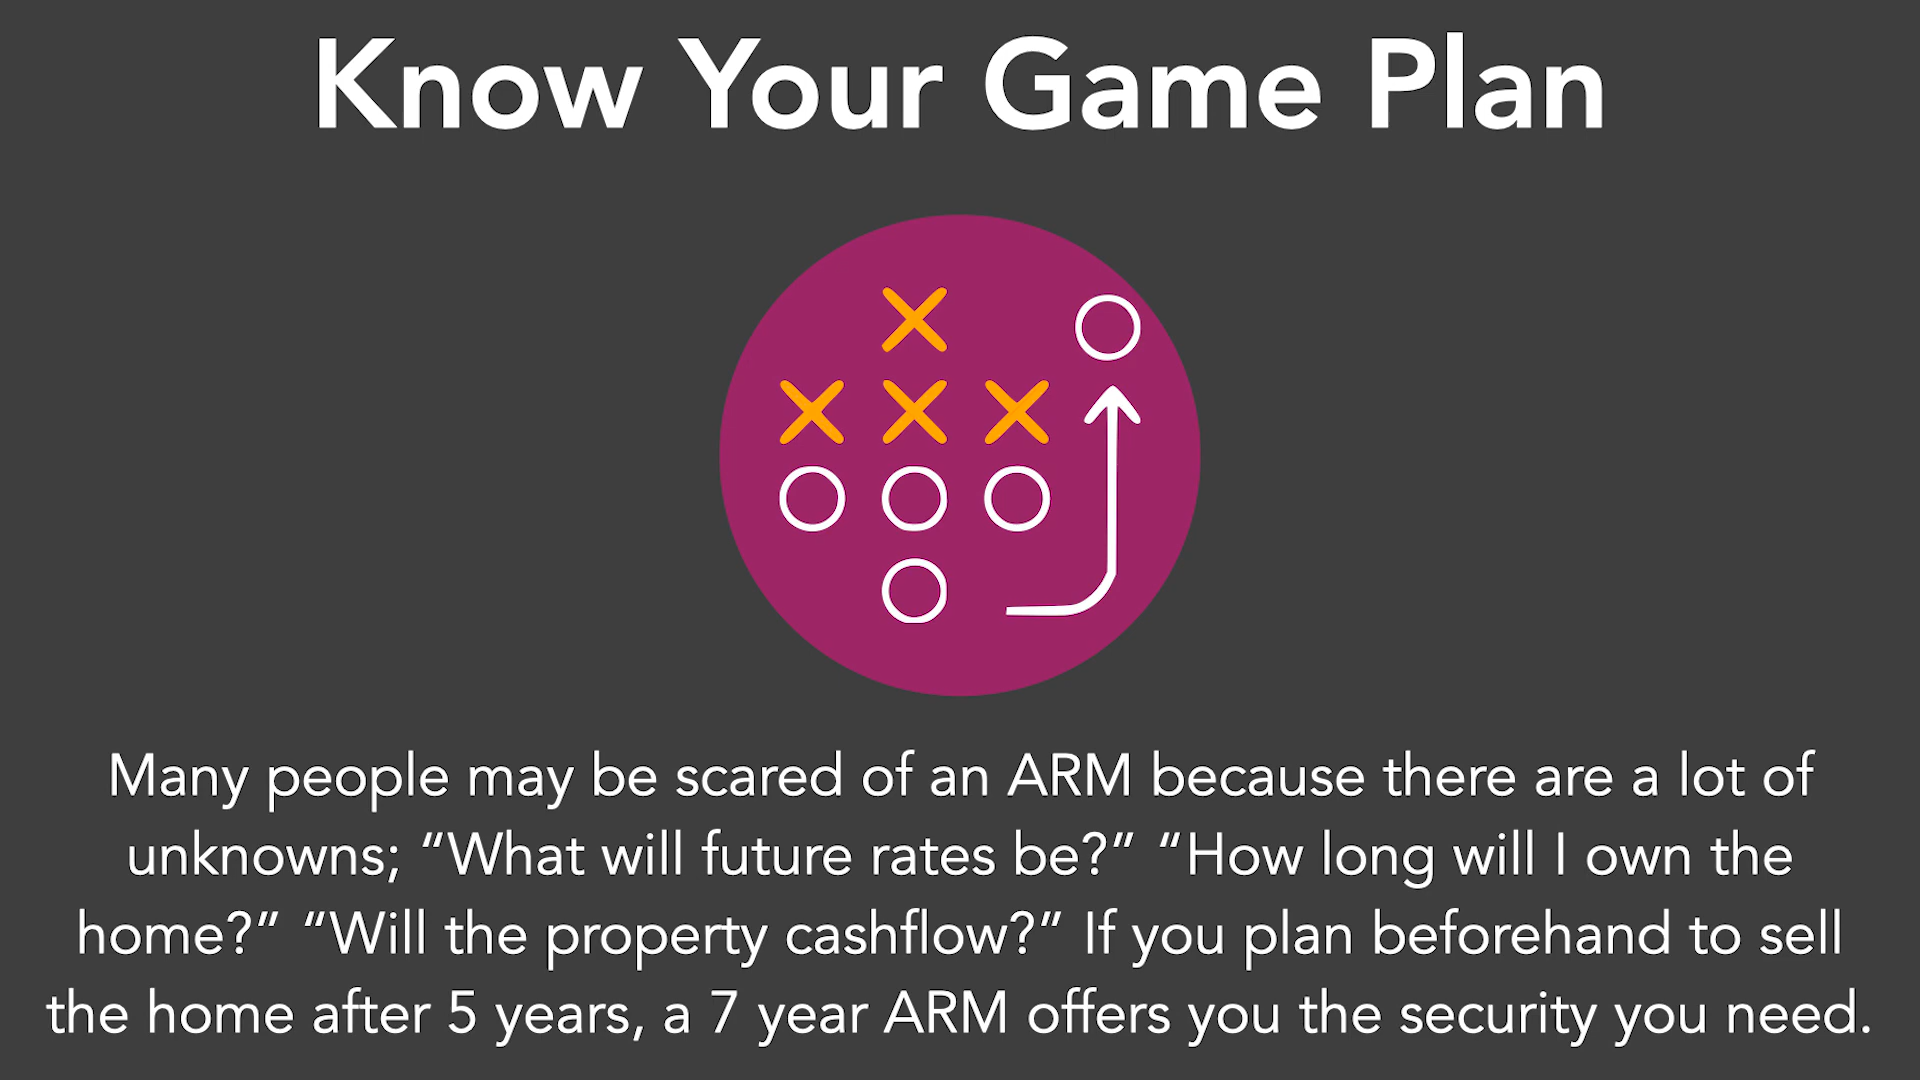 Know Your Game Plan
Many people may be scared of an ARM because there are a lot of
unknowns; “What will future rates be?” “How long will I own the
home?” “Will the property cashflow?” If you plan beforehand to sell
the home after 5 years, a 7 year ARM offers you the security you need.